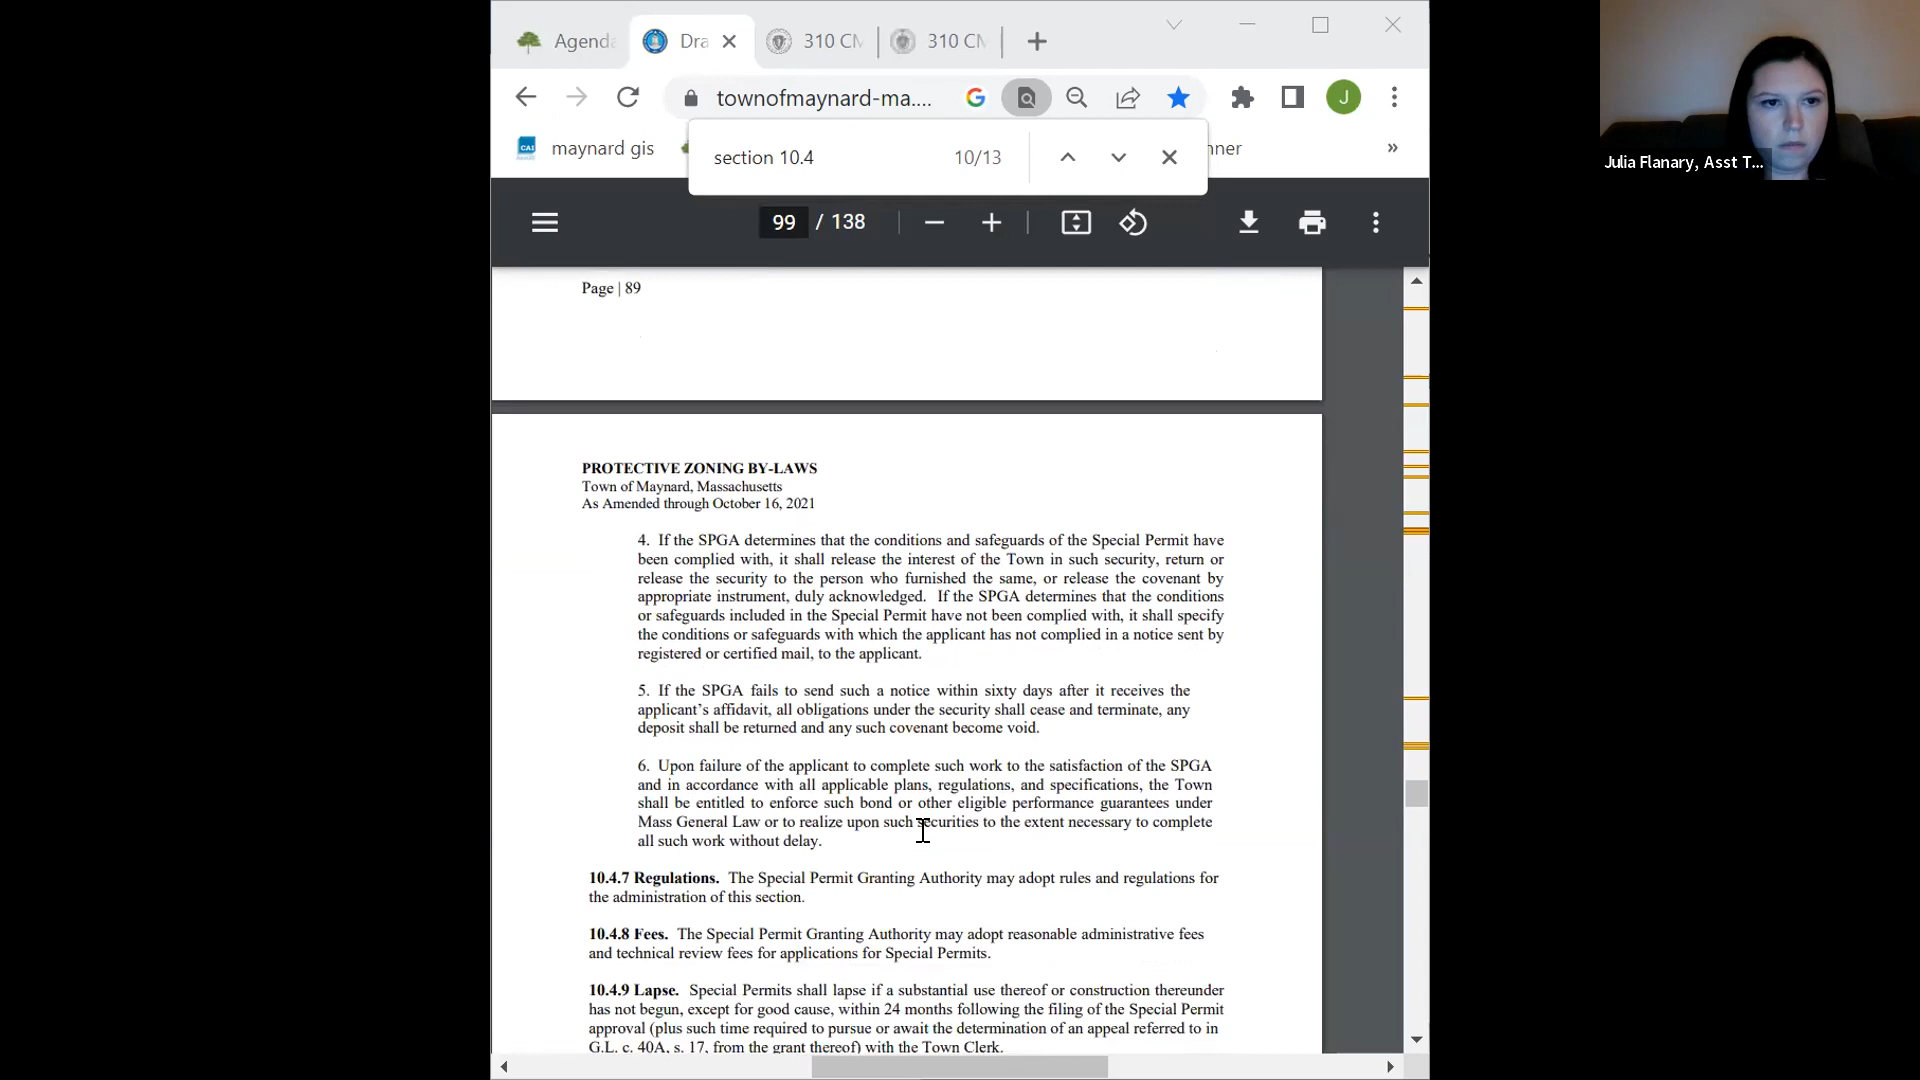 Agenda
Dra
310 CM
310 CM
townofmaynard-ma....
J
maynard gis
nner
»
section 10.4
10/13
99 / 138
Page | 89
PROTECTIVE ZONING BY-LAWS
Town of Maynard, Massachusetts
As Amended through October 16, 2021
4. If the SPGA determines that the conditions and safeguards of the Special Permit have
been complied with, it shall release the interest of the Town in such security, return or
release the security to the person who furnished the same, or release the covenant by
appropriate instrument, duly acknowledged. If the SPGA determines that the conditions
or safeguards included in the Special Permit have not been complied with, it shall specify
the conditions or safeguards with which the applicant has not complied in a notice sent by
registered or certified mail, to the applicant.
5. If the SPGA fails to send such a notice within sixty days after it receives the
applicant’s affidavit, all obligations under the security shall cease and terminate, any
deposit shall be returned and any such covenant become void.
6. Upon failure of the applicant to complete such work to the satisfaction of the SPGA
and in accordance with all applicable plans, regulations, and specifications, the Town
shall be entitled to enforce such bond or other eligible performance guarantees under
Mass General Law or to realize upon such securities to the extent necessary to complete
all such work without delay.
10.4.7 Regulations. The Special Permit Granting Authority may adopt rules and regulations for
the administration of this section.
10.4.8 Fees. The Special Permit Granting Authority may adopt reasonable administrative fees
and technical review fees for applications for Special Permits.
10.4.9 Lapse. Special Permits shall lapse if a substantial use thereof or construction thereunder
has not begun, except for good cause, within 24 months following the filing of the Special Permit
approval (plus such time required to pursue or await the determination of an appeal referred to in
G.L. c. 40A, s. 17, from the grant thereof) with the Town Clerk.
Julia Flanary, Asst T...